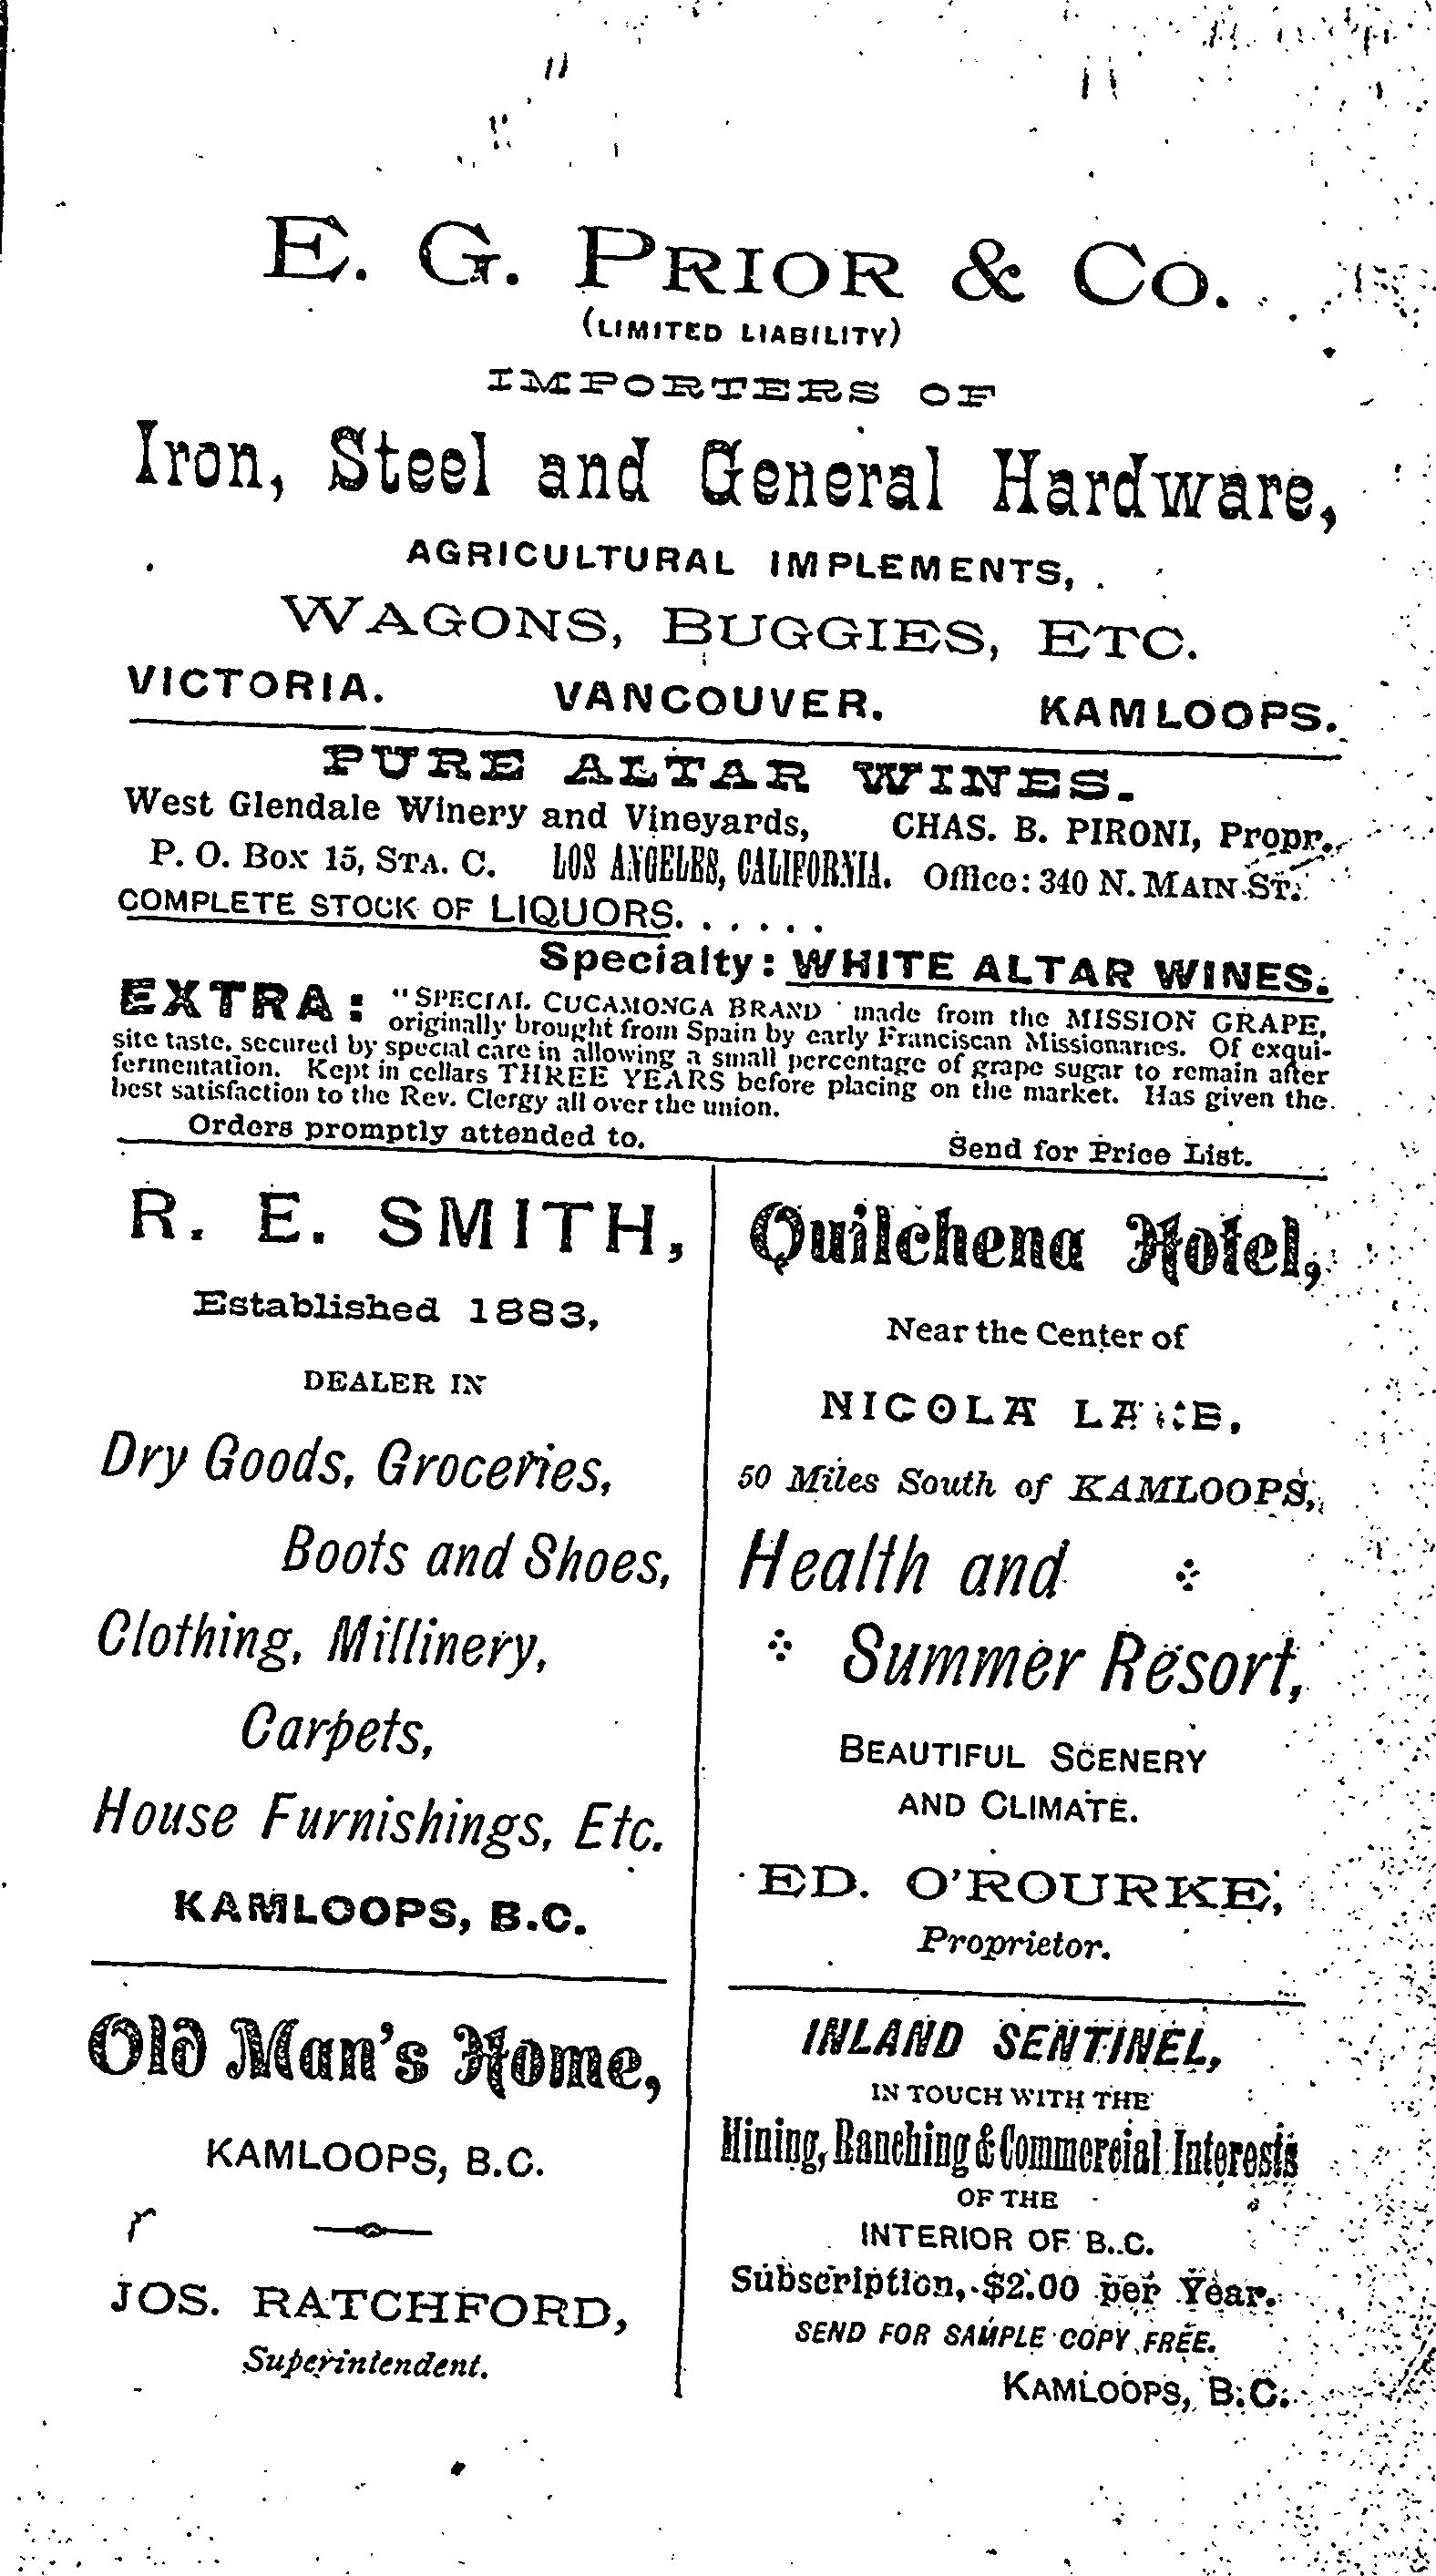 E. G. PRIOR & CO.
(LIMITED LIABILITY)
IMPORTERS OF
Iron, Steel and General Hardware,
AGRICULTURAL IMPLEMENTS,
WAGONS, BUGGIES, ETC.
VICTORIA. VANCOUVER. KAMLOOPS.
PURE ALTAR WINES.
West Glendale Winery and Vineyards, CHAS. B. PIRONI, Propr.,
P. O. Box 15, STA. C. LOS ANGELES, CALIFORNIA. Office: 340 N. MAIN ST.
COMPLETE STOCK OF LIQUORS. . . . . .
Specialty: WHITE ALTAR WINES.
EXTRA: "SPECIAL CUCAMONGA BRAND" made from the MISSION GRAPE,
originally brought from Spain by early Franciscan Missionaries. Of exqui-
site taste, secured by special care in allowing a small percentage of grape sugar to remain after
fermentation. Kept in cellars THREE YEARS before placing on the market. Has given the
best satisfaction to the Rev. Clergy all over the union.
Orders promptly attended to. Send for Price List.
R. E. SMITH,
Established 1883,
DEALER IN
Dry Goods, Groceries,
Boots and Shoes,
Clothing, Millinery,
Carpets,
House Furnishings, Etc.
KAMLOOPS, B.C.
Old Man's Home,
KAMLOOPS, B.C.
JOS. RATCHFORD,
Superintendent.
Quilchena Hotel,
Near the Center of
NICOLA LAKE,
50 Miles South of KAMLOOPS,
Health and
Summer Resort,
BEAUTIFUL SCENERY
AND CLIMATE.
ED. O'ROURKE,
Proprietor.
INLAND SENTINEL,
IN TOUCH WITH THE
Mining, Ranching & Commercial Interests
OF THE
INTERIOR OF B.C.
Subscription, $2.00 per Year.
SEND FOR SAMPLE COPY FREE.
KAMLOOPS, B.C.